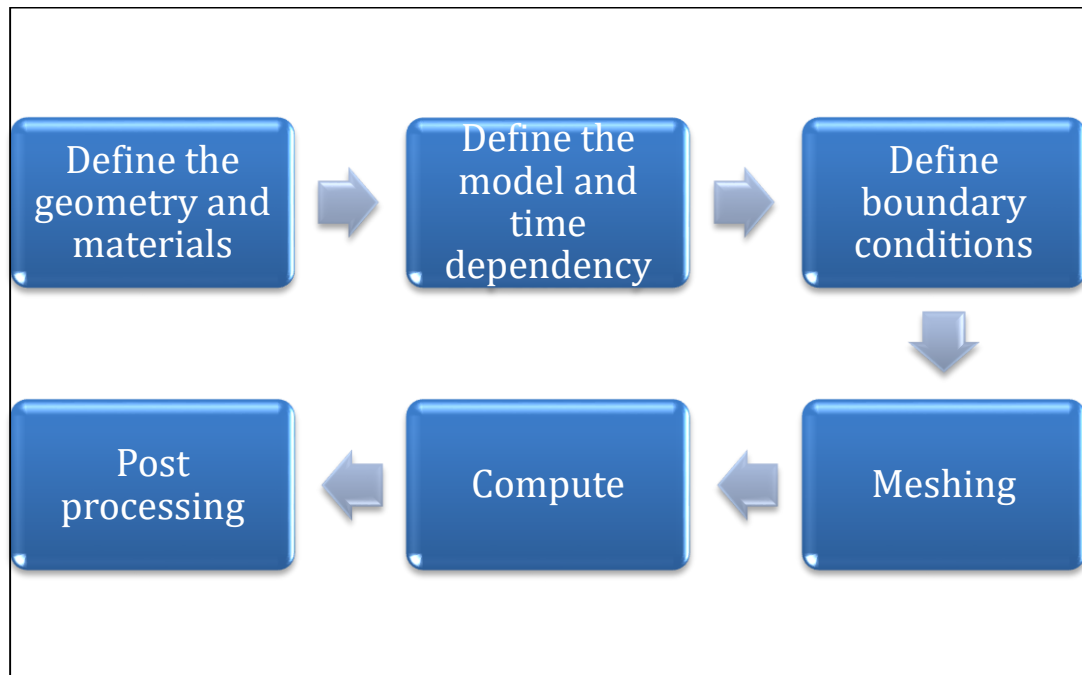 Define the
geometry and
materials
Define the
model and
time
dependency
Define
boundary
conditions
Meshing
Compute
Post
processing